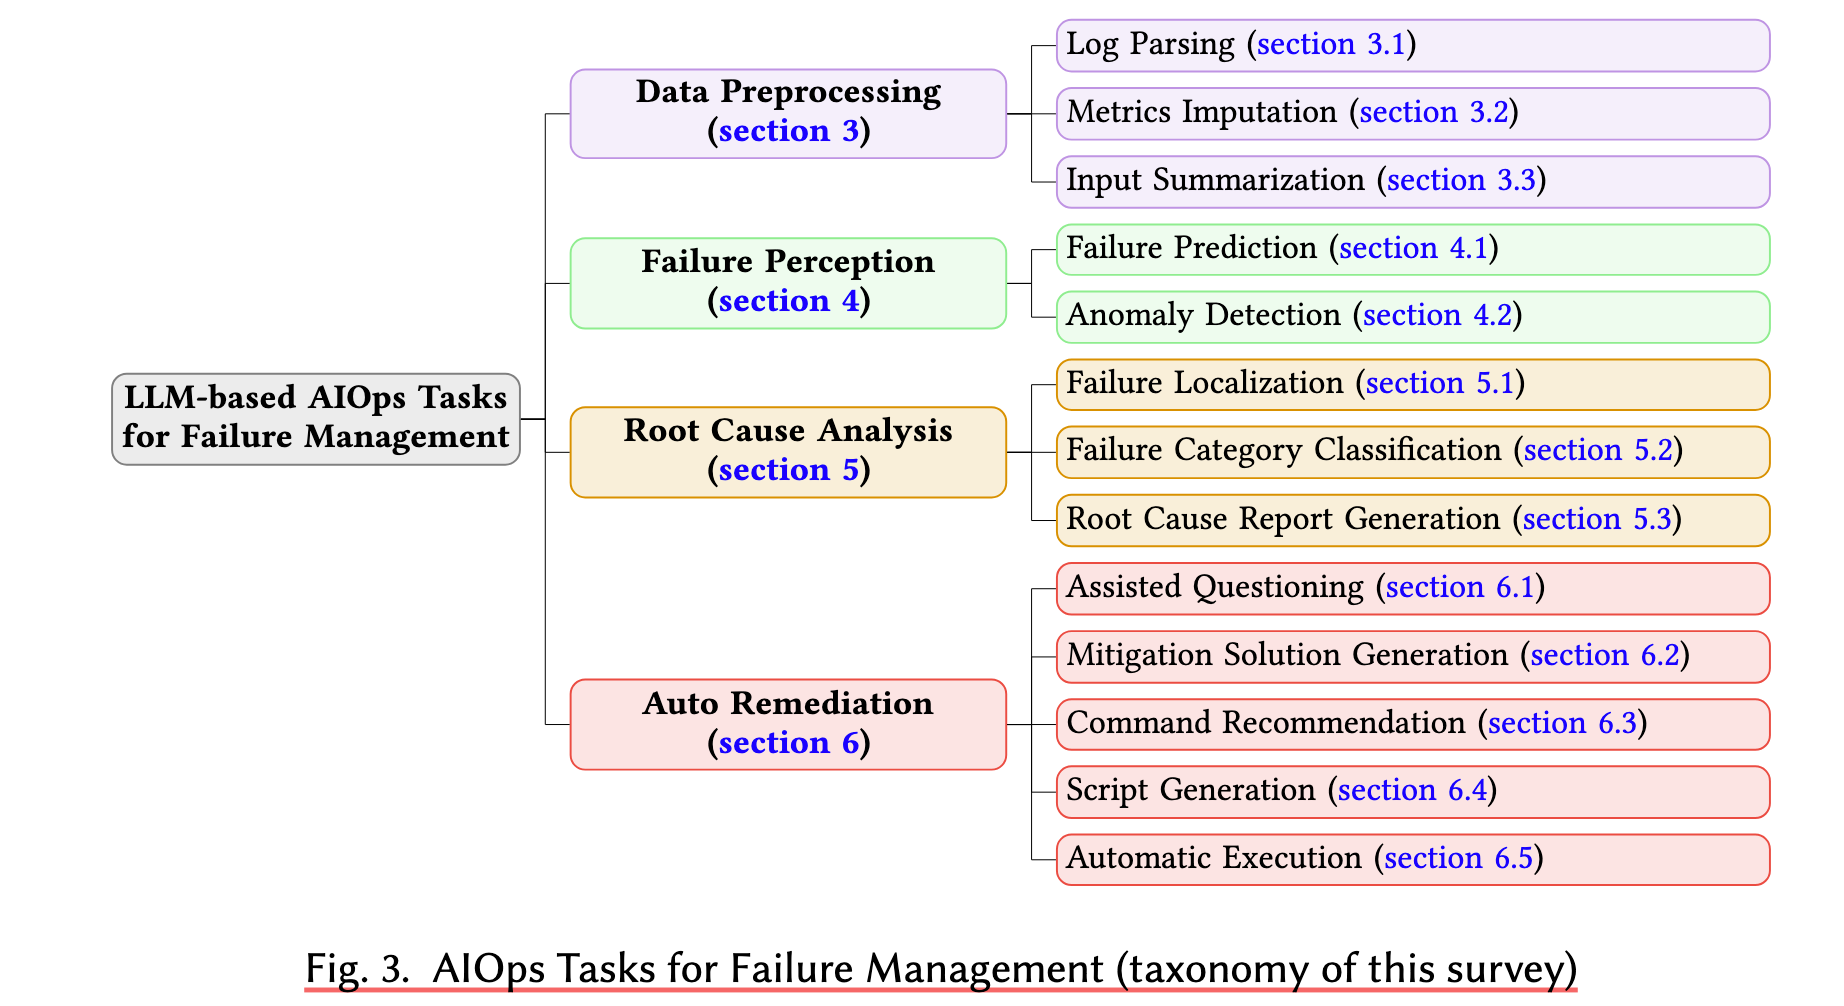 LLM-based AIOps Tasks
for Failure Management
Data Preprocessing
(section 3)
Log Parsing (section 3.1)
Metrics Imputation (section 3.2)
Input Summarization (section 3.3)
Failure Perception
(section 4)
Failure Prediction (section 4.1)
Anomaly Detection (section 4.2)
Root Cause Analysis
(section 5)
Failure Localization (section 5.1)
Failure Category Classification (section 5.2)
Root Cause Report Generation (section 5.3)
Auto Remediation
(section 6)
Assisted Questioning (section 6.1)
Mitigation Solution Generation (section 6.2)
Command Recommendation (section 6.3)
Script Generation (section 6.4)
Automatic Execution (section 6.5)
Fig. 3. AIOps Tasks for Failure Management (taxonomy of this survey)